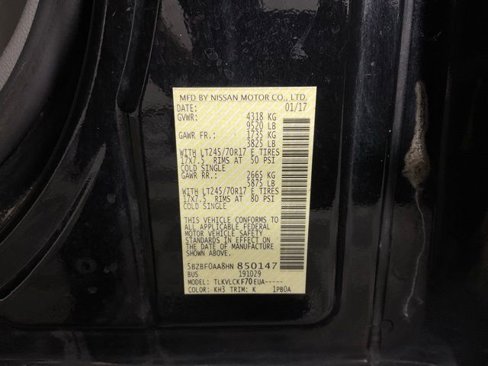 MFD BY NISSAN MOTOR CO., LTD.
DATE: 01/17
GVWR: 4318 KG
9520 LB
GAWR FR.: 1735 KG
3825 LB
WITH LT245/70R17 E TIRES
17X7.5 RIMS AT 50 PSI
COLD SINGLE
GAWR RR.: 2665 KG
5875 LB
WITH LT245/70R17 E TIRES
17X7.5 RIMS AT 80 PSI
COLD SINGLE
THIS VEHICLE CONFORMS TO
ALL APPLICABLE FEDERAL
MOTOR VEHICLE SAFETY
STANDARDS IN EFFECT ON
THE DATE OF MANUFACTURE
SHOWN ABOVE.
5BZBF0AA8HN 850147
BUS 191029
MODEL: TLKVLCKF70EUA-----
COLOR: KH3 TRIM: K 1PB0A